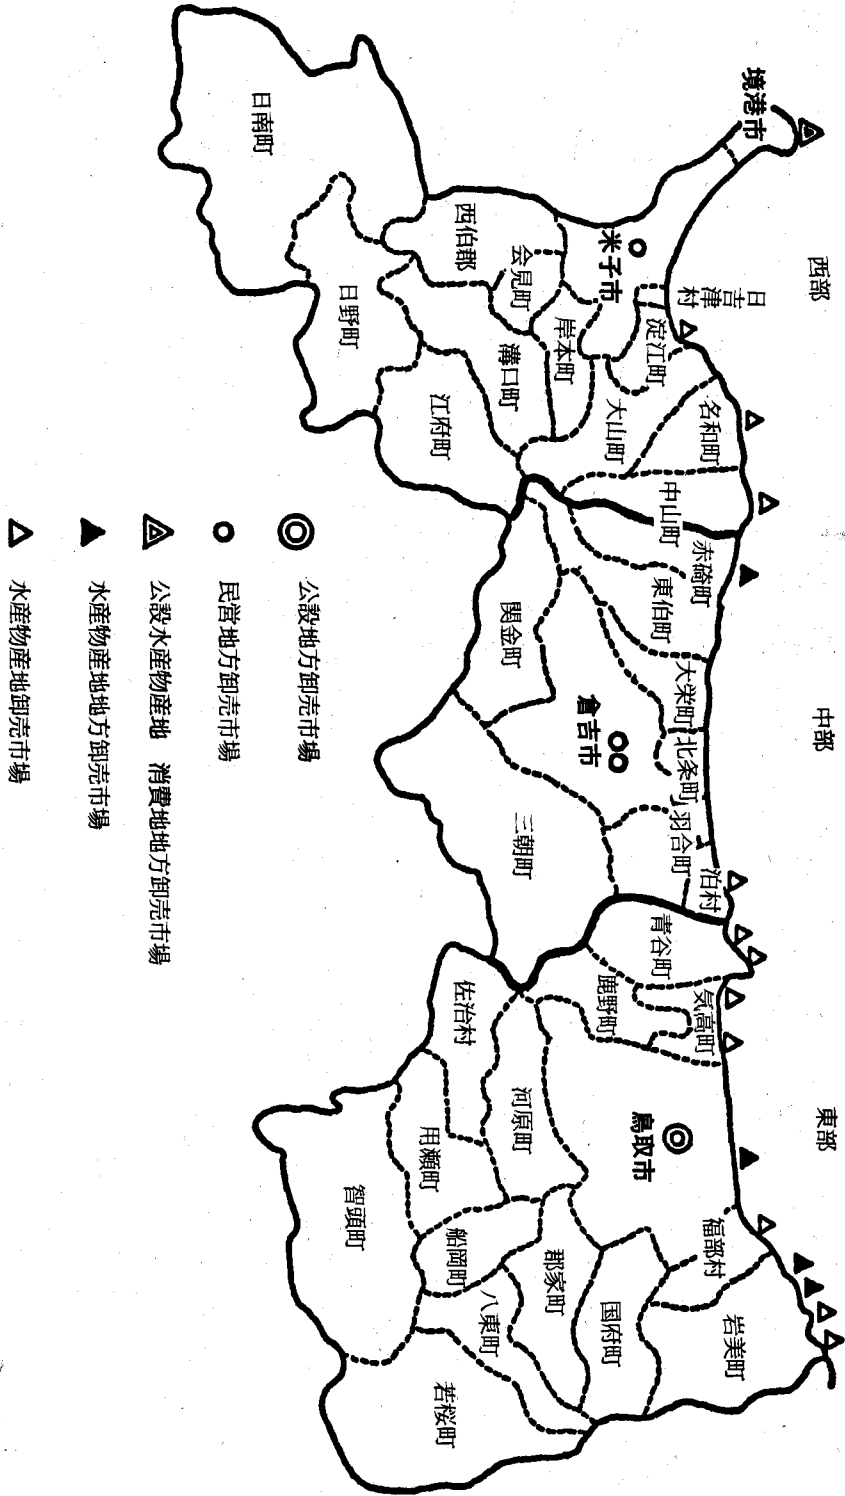 西部
中部
東部
境港市
米子市
日吉津村
淀江町
名和町
中山町
大山町
岸本町
会見町
西伯郡
溝口町
江府町
日野町
日南町
赤碕町
東伯町
大栄町
北条町
羽合町
泊村
倉吉市
関金町
三朝町
青谷町
気高町
鹿野町
鳥取市
福部村
岩美町
国府町
郡家町
河原町
佐治村
用瀬町
船岡町
八東町
智頭町
若桜町
公設地方卸売市場
民営地方卸売市場
公設水産物産地 消費地地方卸売市場
水産物産地地方卸売市場
水産物産地卸売市場